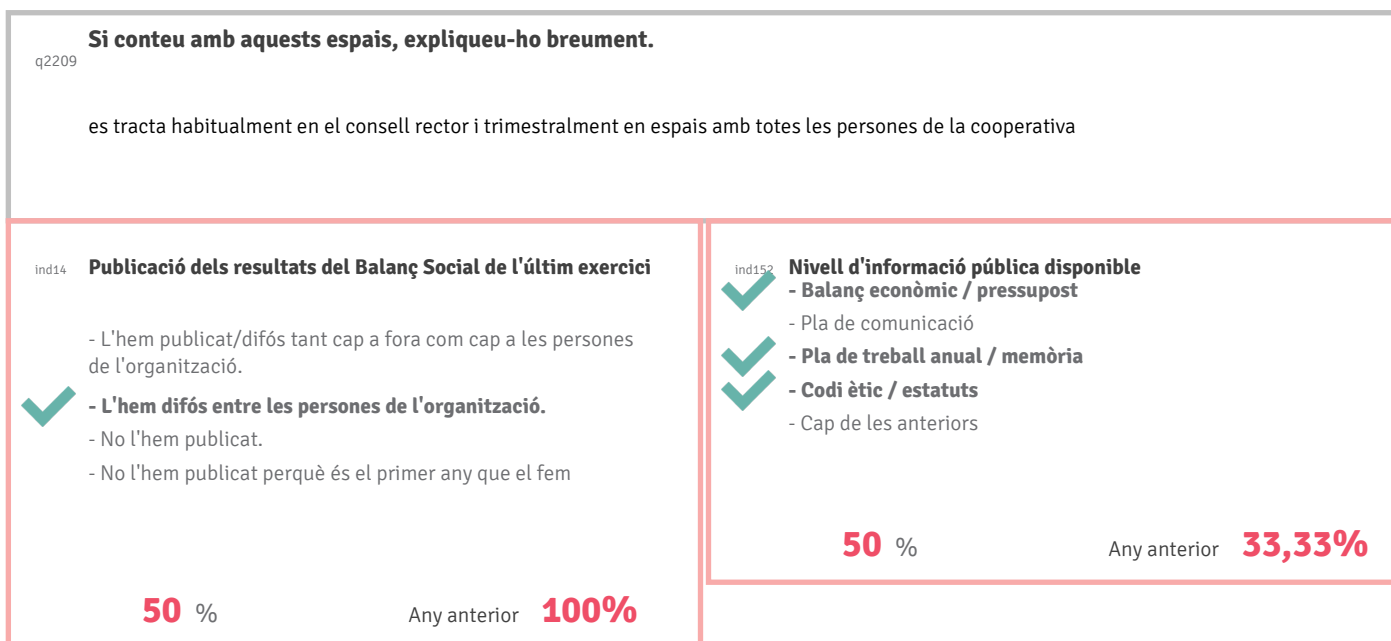 Si conteu amb aquests espais, expliqueu-ho breument.
q2209
es tracta habitualment en el consell rector i trimestralment en espais amb totes les persones de la cooperativa
ind14 Publicació dels resultats del Balanç Social de l'últim exercici
- L'hem publicat/difós tant cap a fora com cap a les persones
de l'organització.
- L'hem difós entre les persones de l'organització.
- No l'hem publicat.
- No l'hem publicat perquè és el primer any que el fem
50 % Any anterior 100%
ind152 Nivell d'informació pública disponible
- Balanç econòmic / pressupost
- Pla de comunicació
- Pla de treball anual / memòria
- Codi ètic / estatuts
- Cap de les anteriors
50 % Any anterior 33,33%